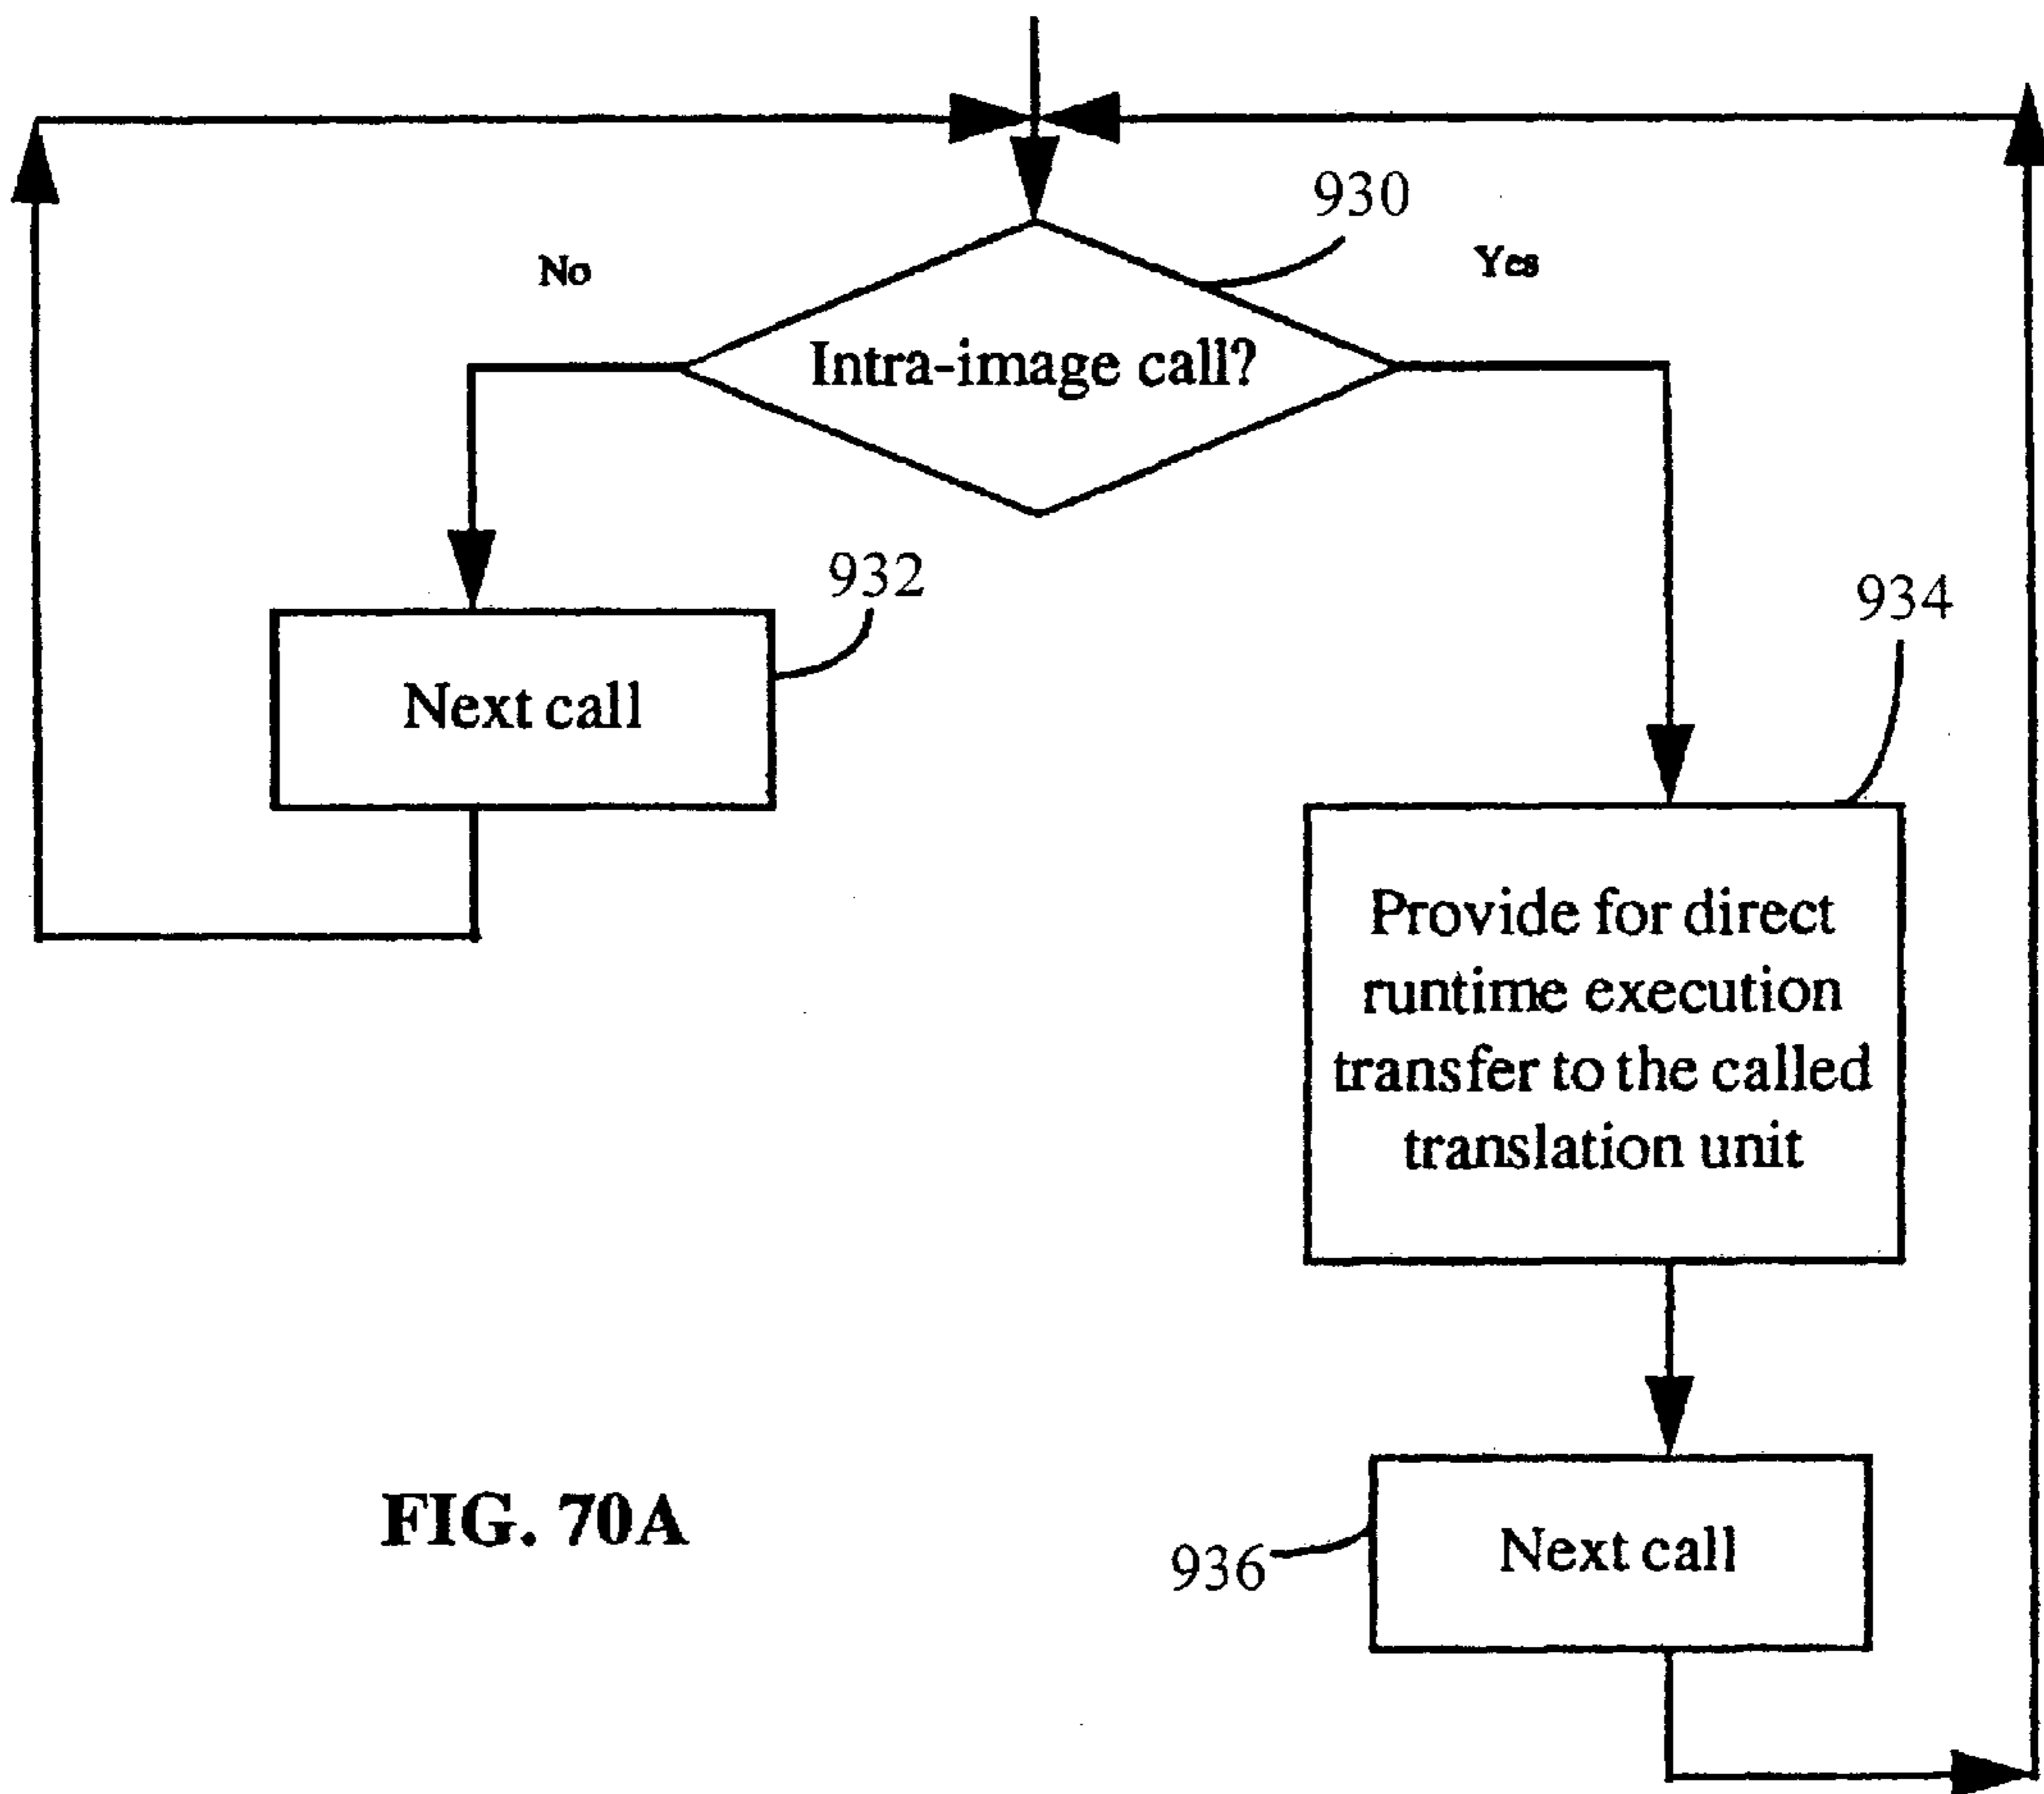 930
No
Yes
Intra-image call?
932
934
Next call
Provide for direct
runtime execution
transfer to the called
translation unit
FIG. 70A
936
Next call